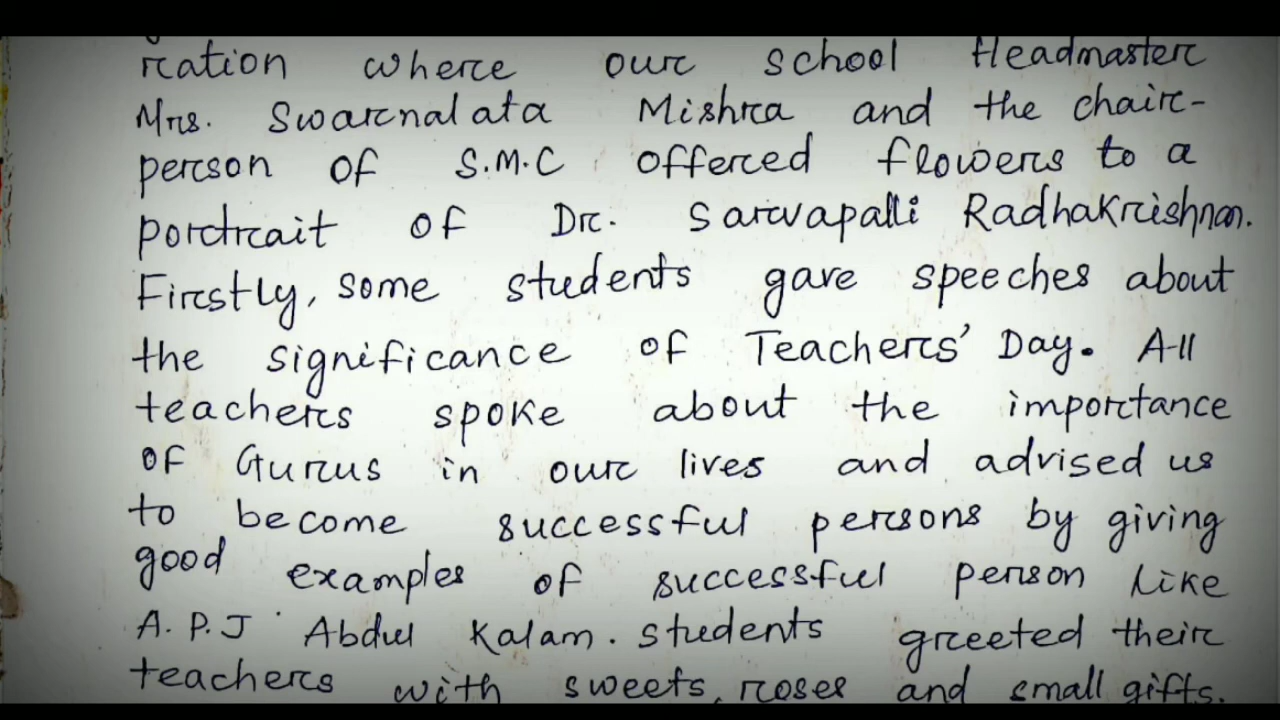 ration where our school Headmaster
Mrs. Swarnalata Mishra and the chair-
person of S.M.C offered flowers to a
portrait of Dr. Sarvapalli Radhakrishnan.
Firstly, some students gave speeches about
the significance of Teachers' Day. All
teachers spoke about the importance
of Gurus in our lives and advised us
to become successful persons by giving
good examples of successful person like
A.P.J Abdul Kalam. Students greeted their
teachers with sweets, roses and small gifts.